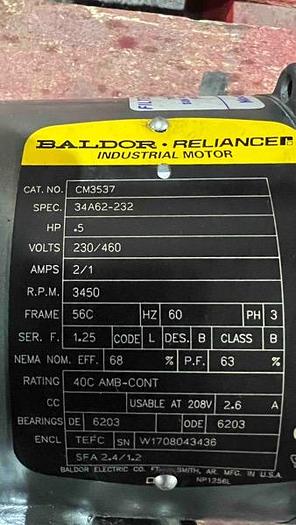 BALDOR · RELIANCER
INDUSTRIAL MOTOR
CAT. NO. CM3537
SPEC. 34A62-232
HP .5
VOLTS 230/460
AMPS 2/1
R.P.M. 3450
FRAME 56C HZ 60 PH 3
SER. F. 1.25 CODE L DES. B CLASS B
NEMA NOM. EFF. 68 % P.F. 63 %
RATING 40C AMB-CONT
CC USABLE AT 208V 2.6 A
BEARINGS DE 6203 ODE 6203
ENCL TEFC SN W1708043436
SFA 2.4/1.2
BALDOR ELECTRIC CO. SMITH, AR. MFG. IN U.S.A.
NP1256L